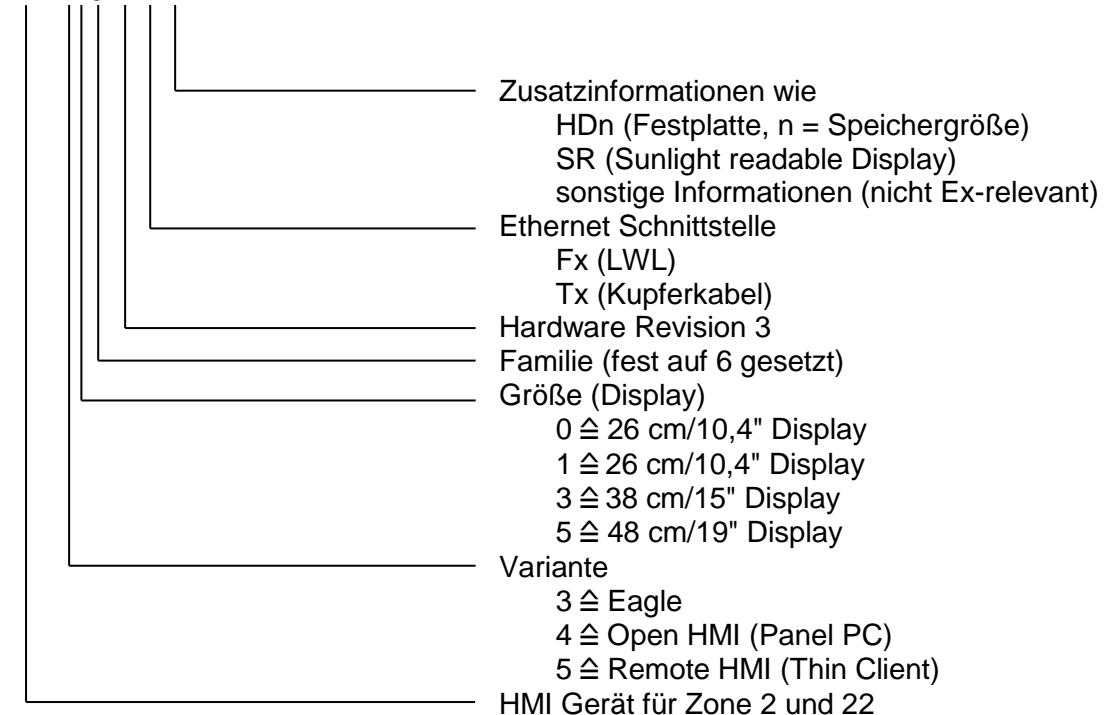 Zusatzinformationen wie
HDn (Festplatte, n = Speichergröße)
SR (Sunlight readable Display)
sonstige Informationen (nicht Ex-relevant)
Ethernet Schnittstelle
Fx (LWL)
Tx (Kupferkabel)
Hardware Revision 3
Familie (fest auf 6 gesetzt)
Größe (Display)
0 ≙ 26 cm/10,4" Display
1 ≙ 26 cm/10,4" Display
3 ≙ 38 cm/15" Display
5 ≙ 48 cm/19" Display
Variante
3 ≙ Eagle
4 ≙ Open HMI (Panel PC)
5 ≙ Remote HMI (Thin Client)
HMI Gerät für Zone 2 und 22